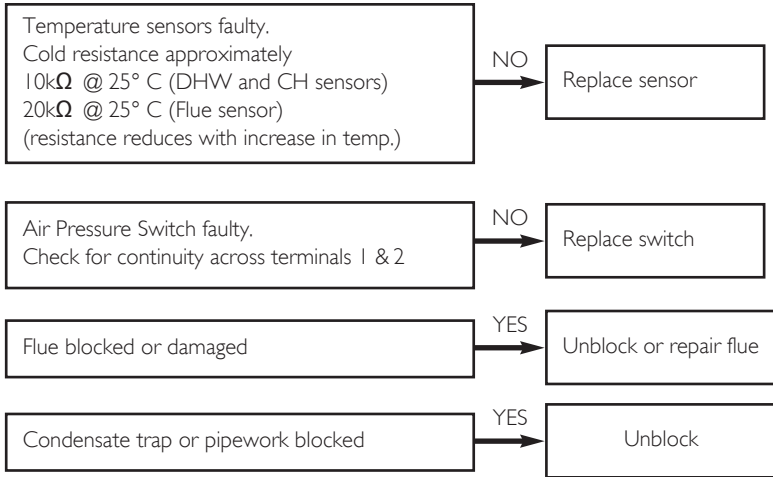 Temperature sensors faulty.
Cold resistance approximately
10kΩ @ 25° C (DHW and CH sensors)
20kΩ @ 25° C (Flue sensor)
(resistance reduces with increase in temp.)
NO
Replace sensor
Air Pressure Switch faulty.
Check for continuity across terminals 1 & 2
NO
Replace switch
Flue blocked or damaged
YES
Unblock or repair flue
Condensate trap or pipework blocked
YES
Unblock